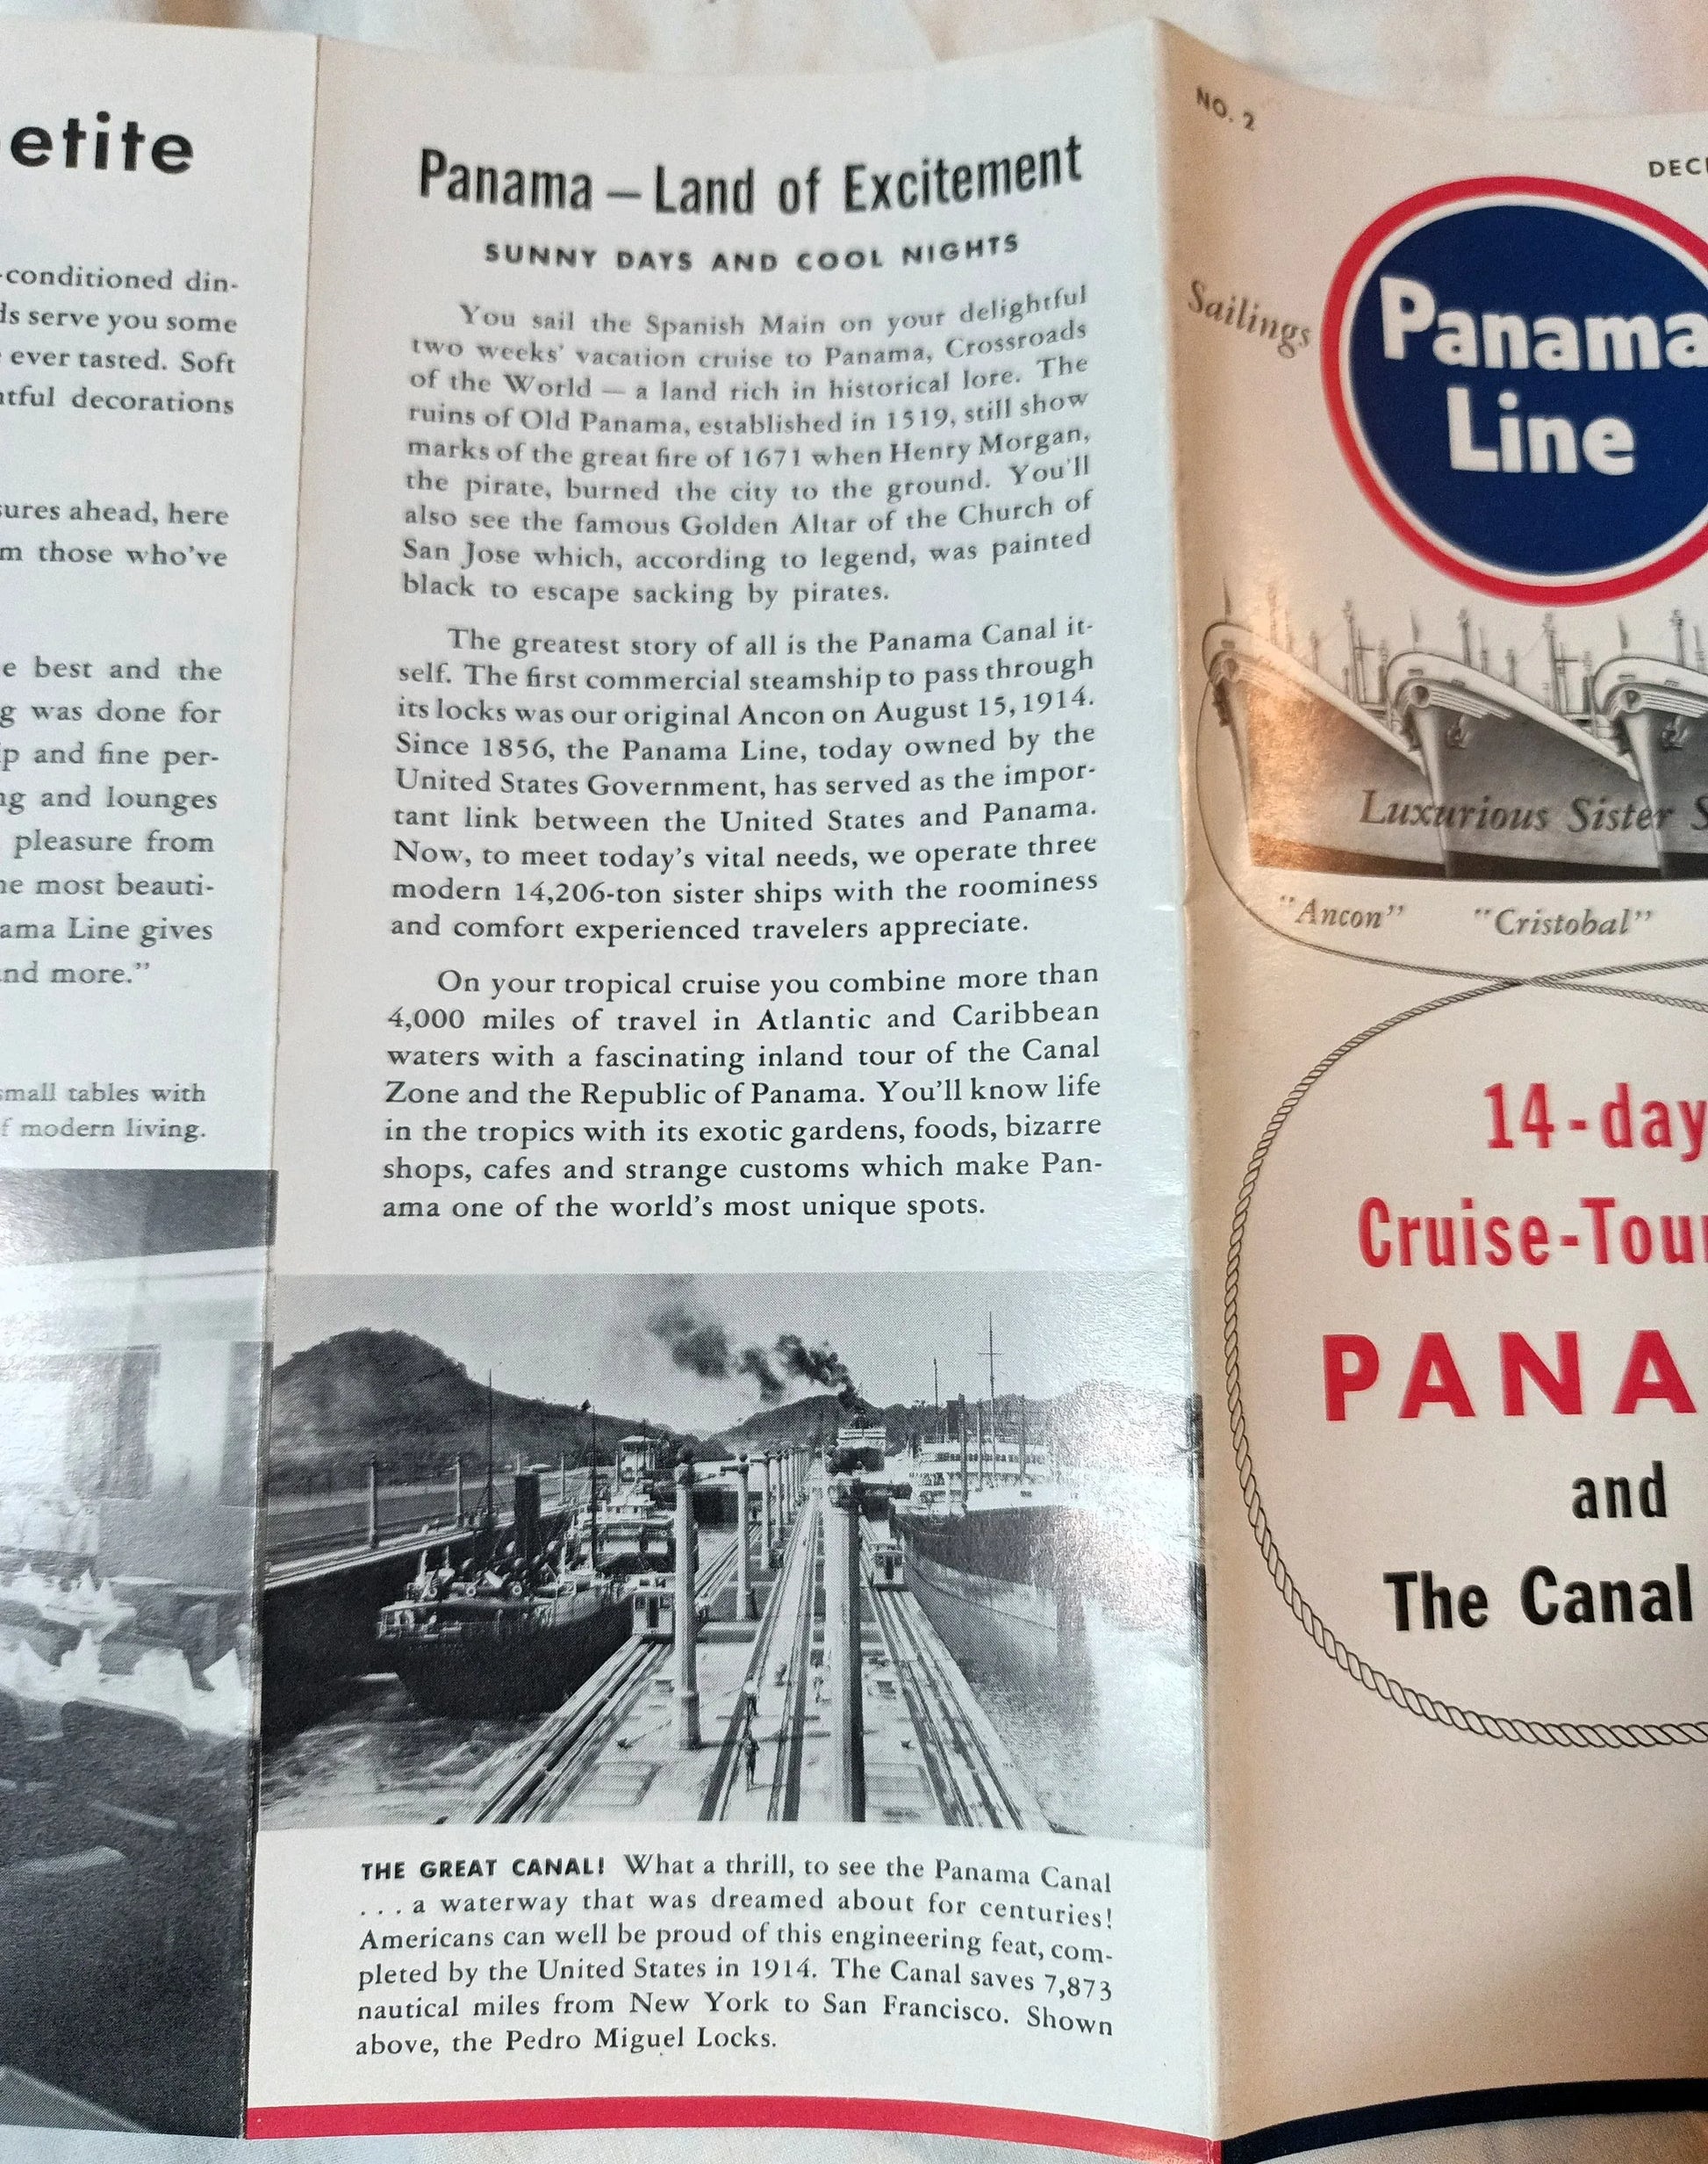 etite
-conditioned din-
serve you some
ever tasted. Soft
decorations
ahead, here
those who've
best and the
was done for
and fine per-
and lounges
pleasure from
most beauti-
Line gives
more."
small tables with
modern living.
Panama — Land of Excitement
SUNNY DAYS AND COOL NIGHTS
You sail the Spanish Main on your delightful
two weeks' vacation cruise to Panama, Crossroads
of the World — a land rich in historical lore. The
ruins of Old Panama, established in 1519, still show
marks of the great fire of 1671 when Henry Morgan,
the pirate, burned the city to the ground. You'll
also see the famous Golden Altar of the Church of
San Jose which, according to legend, was painted
black to escape sacking by pirates.
The greatest story of all is the Panama Canal it-
self. The first commercial steamship to pass through
its locks was our original Ancon on August 15, 1914.
Since 1856, the Panama Line, today owned by the
United States Government, has served as the impor-
tant link between the United States and Panama.
Now, to meet today's vital needs, we operate three
modern 14,206-ton sister ships with the roominess
and comfort experienced travelers appreciate.
On your tropical cruise you combine more than
4,000 miles of travel in Atlantic and Caribbean
waters with a fascinating inland tour of the Canal
Zone and the Republic of Panama. You'll know life
in the tropics with its exotic gardens, foods, bizarre
shops, cafes and strange customs which make Pan-
ama one of the world's most unique spots.
THE GREAT CANAL! What a thrill, to see the Panama Canal
. . . a waterway that was dreamed about for centuries!
Americans can well be proud of this engineering feat, com-
pleted by the United States in 1914. The Canal saves 7,873
nautical miles from New York to San Francisco. Shown
above, the Pedro Miguel Locks.
NO. 2
DEC
Sailings
Panama
Line
Luxurious Sister S
"Ancon" "Cristobal"
14-day
Cruise-Tour
PANA
and
The Canal